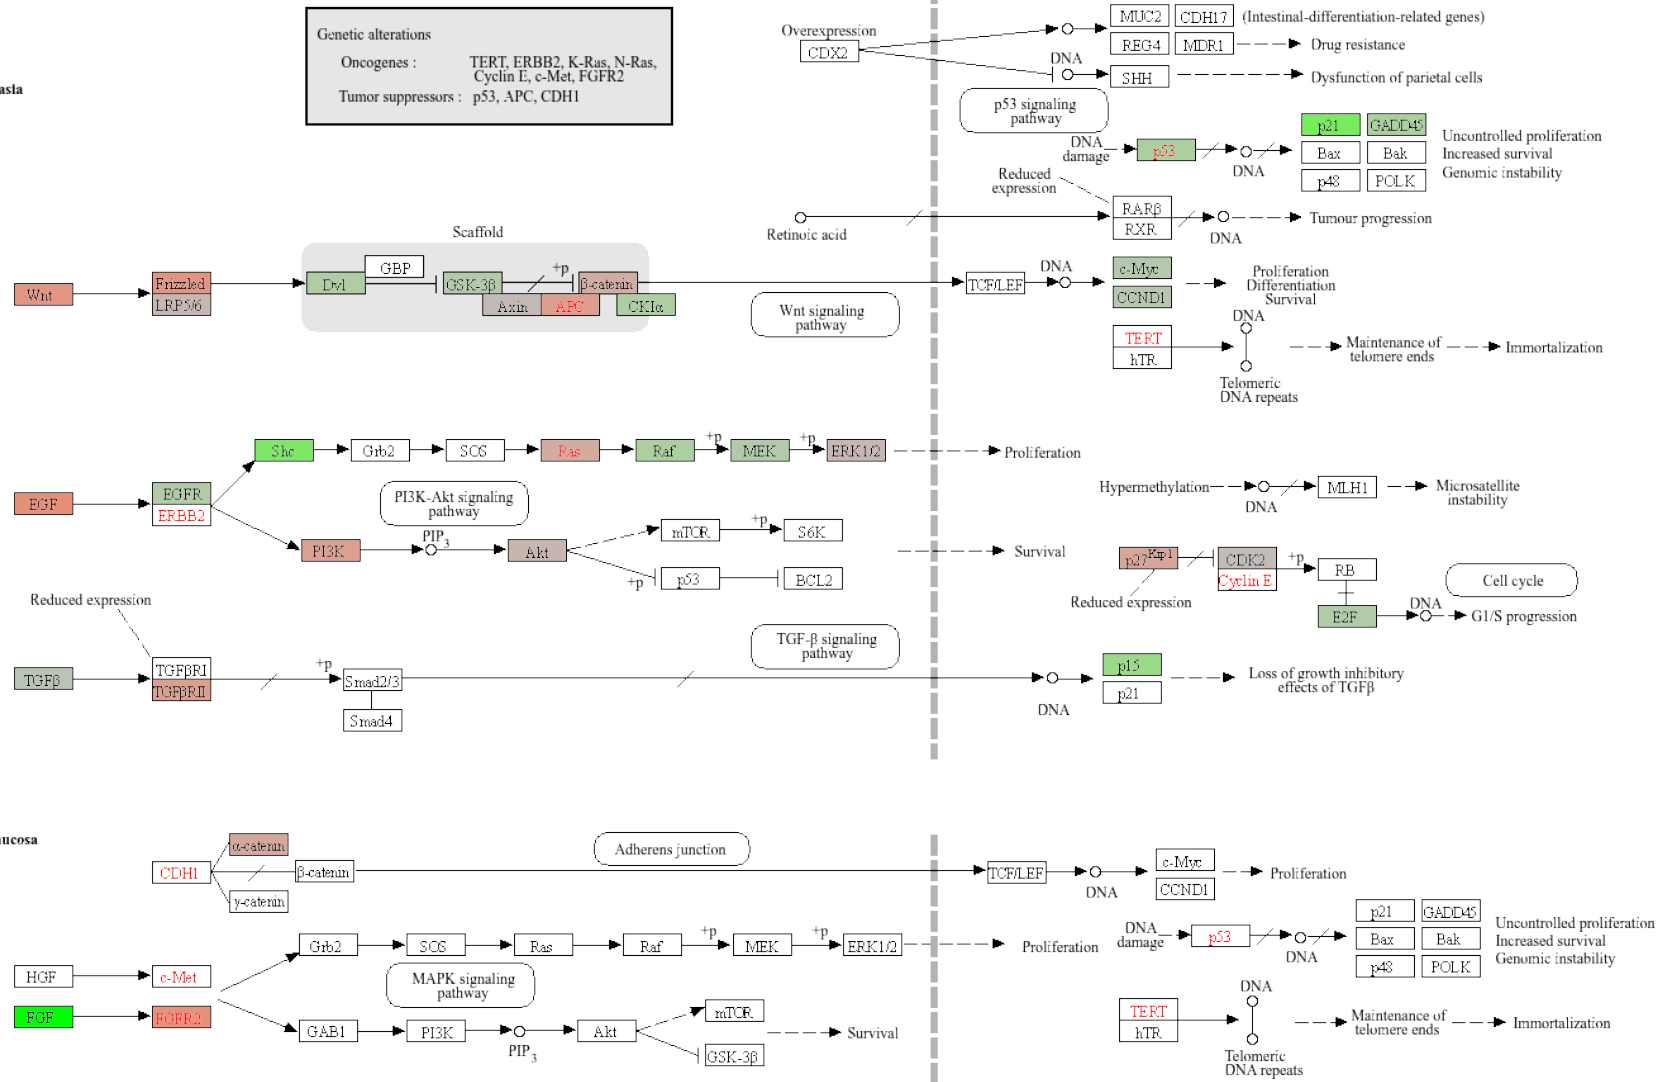 Genetic alterations
Oncogenes : TERT, ERBB2, K-Ras, N-Ras,
Cyclin E, c-Met, FGFR2
Tumor suppressors : p53, APC, CDH1
asia
Overexpression
CDX2
MUC2 CDH17 (Intestinal-differentiation-related genes)
REG4 MDR1 Drug resistance
DNA
SHH Dysfunction of parietal cells
p53 signaling
pathway
DNA
damage
p53
DNA
p21 GADD45
Bax Bak
p48 POLK
Uncontrolled proliferation
Increased survival
Genomic instability
Reduced
expression
Retinoic acid
RARβ
RXR
DNA
Tumour progression
Scaffold
Wnt
Frizzled
LRP5/6
Dvl
GBP
GSK-3β
+p
β-catenin
Axin
APC
CKIα
Wnt signaling
pathway
TCF/LEF
DNA
c-Myc
CCND1
Proliferation
Differentiation
Survival
TERT
hTR
DNA
Telomeric
DNA repeats
Maintenance of
telomere ends
Immortalization
Shc Grb2 SOS Ras Raf +p MEK +p ERK1/2 Proliferation
EGF
EGFR
ERBB2
PI3K-Akt signaling
pathway
PI3K
PIP3
Akt
mTOR +p S6K
+p p53 BCL2
Survival
Hypermethylation
DNA
MLH1
Microsatellite
instability
p27Kip1
Reduced expression
CDK2
Cyclin E
+p
RB
E2F
DNA
G1/S progression
Cell cycle
Reduced expression
TGFβ
TGFβRI
TGFβRII
+p
Smad2/3
Smad4
TGF-β signaling
pathway
DNA
p15
p21
Loss of growth inhibitory
effects of TGFβ
ucosa
CDH1
α-catenin
β-catenin
γ-catenin
Adherens junction
TCF/LEF
DNA
c-Myc
CCND1
Proliferation
HGF c-Met
FGF FGFR2
Grb2 SOS Ras Raf +p MEK +p ERK1/2 Proliferation
MAPK signaling
pathway
GAB1 PI3K
PIP3
Akt
mTOR
GSK-3β
Survival
DNA
damage
p53
DNA
p21 GADD45
Bax Bak
p48 POLK
Uncontrolled proliferation
Increased survival
Genomic instability
TERT
hTR
DNA
Telomeric
DNA repeats
Maintenance of
telomere ends
Immortalization